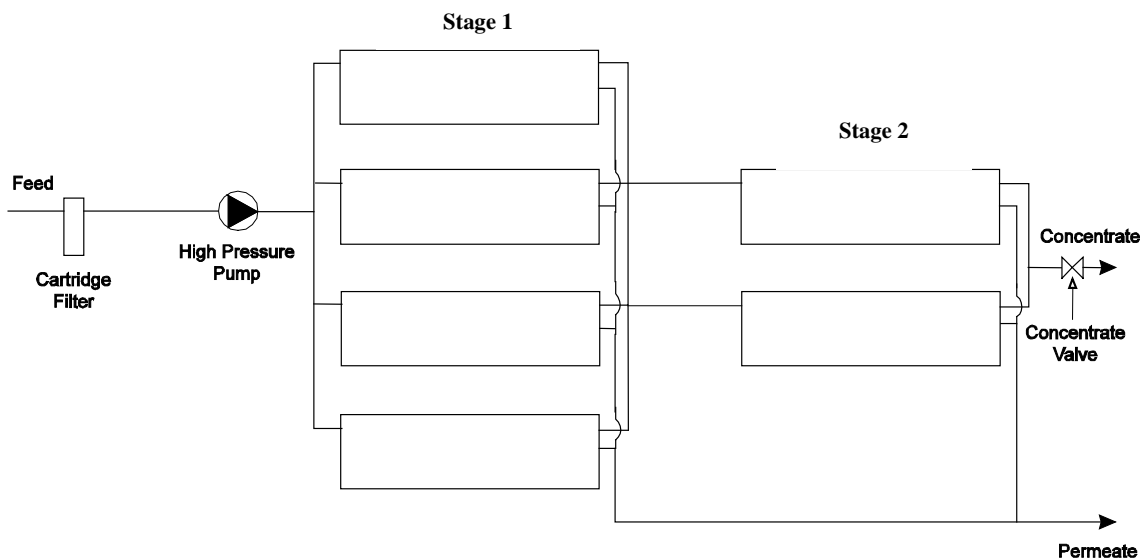 Stage 1
Stage 2
Feed
Cartridge
Filter
High Pressure
Pump
Concentrate
Concentrate
Valve
Permeate